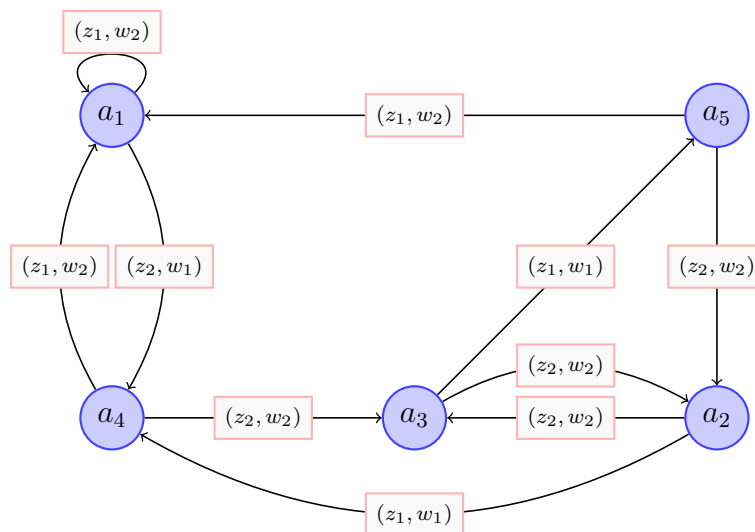 (z₁, w₂)
a₁
(z₁, w₂)
a₅
(z₁, w₂)
(z₂, w₁)
(z₁, w₁)
(z₂, w₂)
(z₂, w₂)
a₄
(z₂, w₂)
a₃
(z₂, w₂)
a₂
(z₁, w₁)